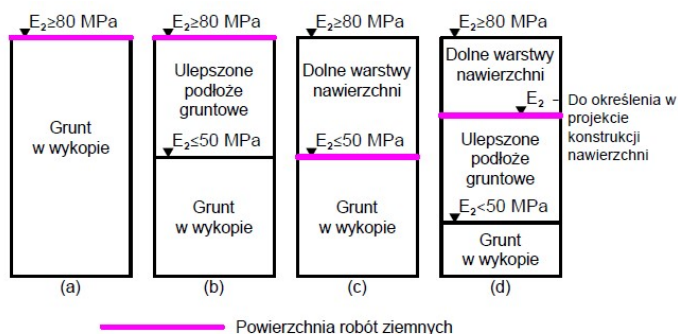 E₂≥80 MPa
Grunt
w wykopie
(a)
E₂≥80 MPa
Ulepszone
podłoże
gruntowe
E₂≤50 MPa
Grunt
w wykopie
(b)
E₂≥80 MPa
Dolne warstwy
nawierzchni
E₂≤50 MPa
Grunt
w wykopie
(c)
E₂≥80 MPa
Dolne warstwy
nawierzchni
E₂ – Do określenia w
projekcie
konstrukcji
nawierzchni
Ulepszone
podłoże
gruntowe
E₂<50 MPa
Grunt
w wykopie
(d)
Powierzchnia robót ziemnych